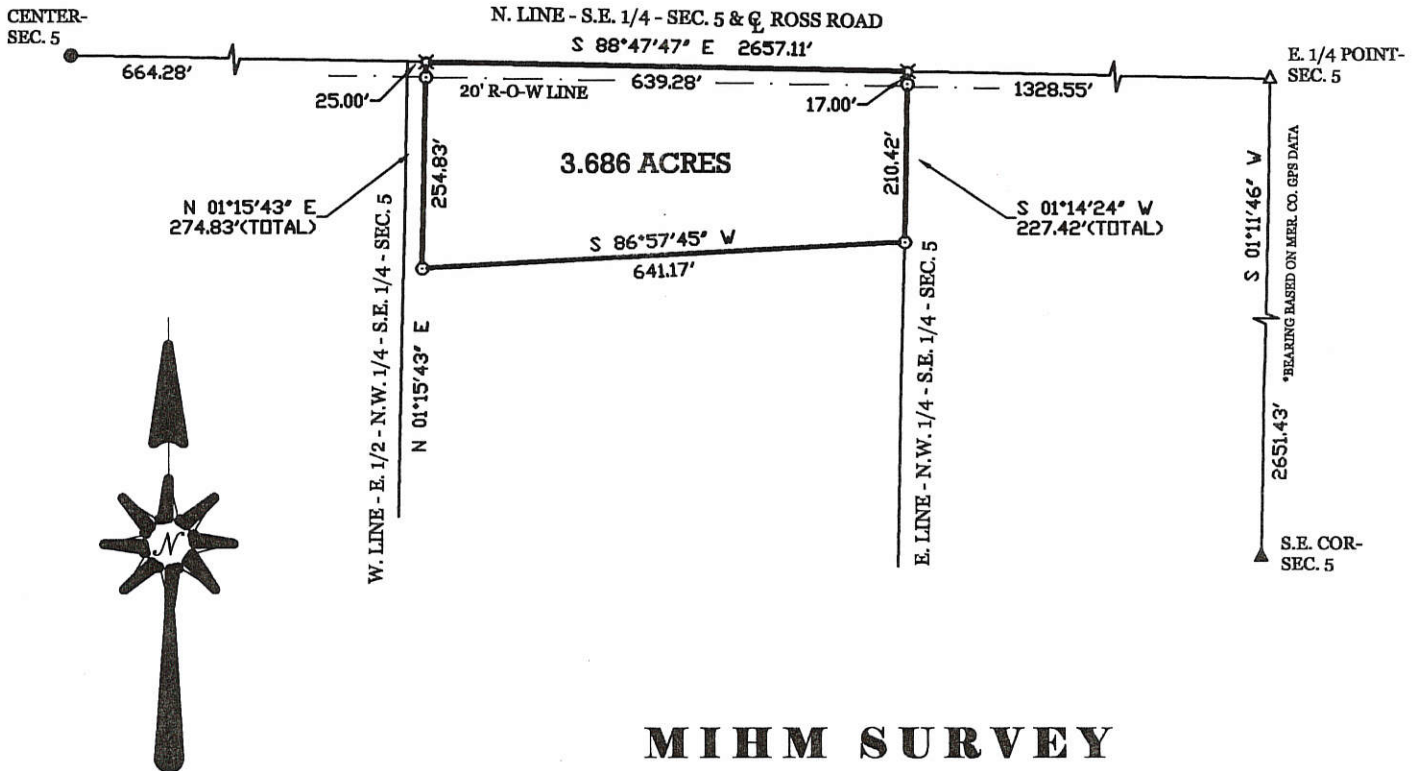 CENTER-
SEC. 5
N. LINE - S.E. 1/4 - SEC. 5 & ℄ ROSS ROAD
S 88°47'47" E 2657.11'
E. 1/4 POINT-
SEC. 5
664.28'
25.00'
20' R-O-W LINE
639.28'
17.00'
1328.55'
254.83'
3.686 ACRES
210.42'
N 01°15'43" E
274.83'(TOTAL)
S 01°14'24" W
227.42'(TOTAL)
S 86°57'45" W
641.17'
W. LINE - E. 1/2 - N.W. 1/4 - S.E. 1/4 - SEC. 5
N 01°15'43" E
E. LINE - N.W. 1/4 - S.E. 1/4 - SEC. 5
S 01°11'46" W
*BEARING BASED ON MER. CO. GPS DATA
2651.43'
S.E. COR-
SEC. 5
N
MIHM SURVEY